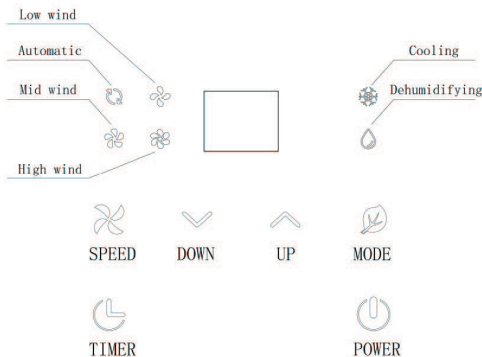 Low wind
Automatic
Cooling
Mid wind
Dehumidifying
High wind
SPEED DOWN UP MODE
TIMER POWER